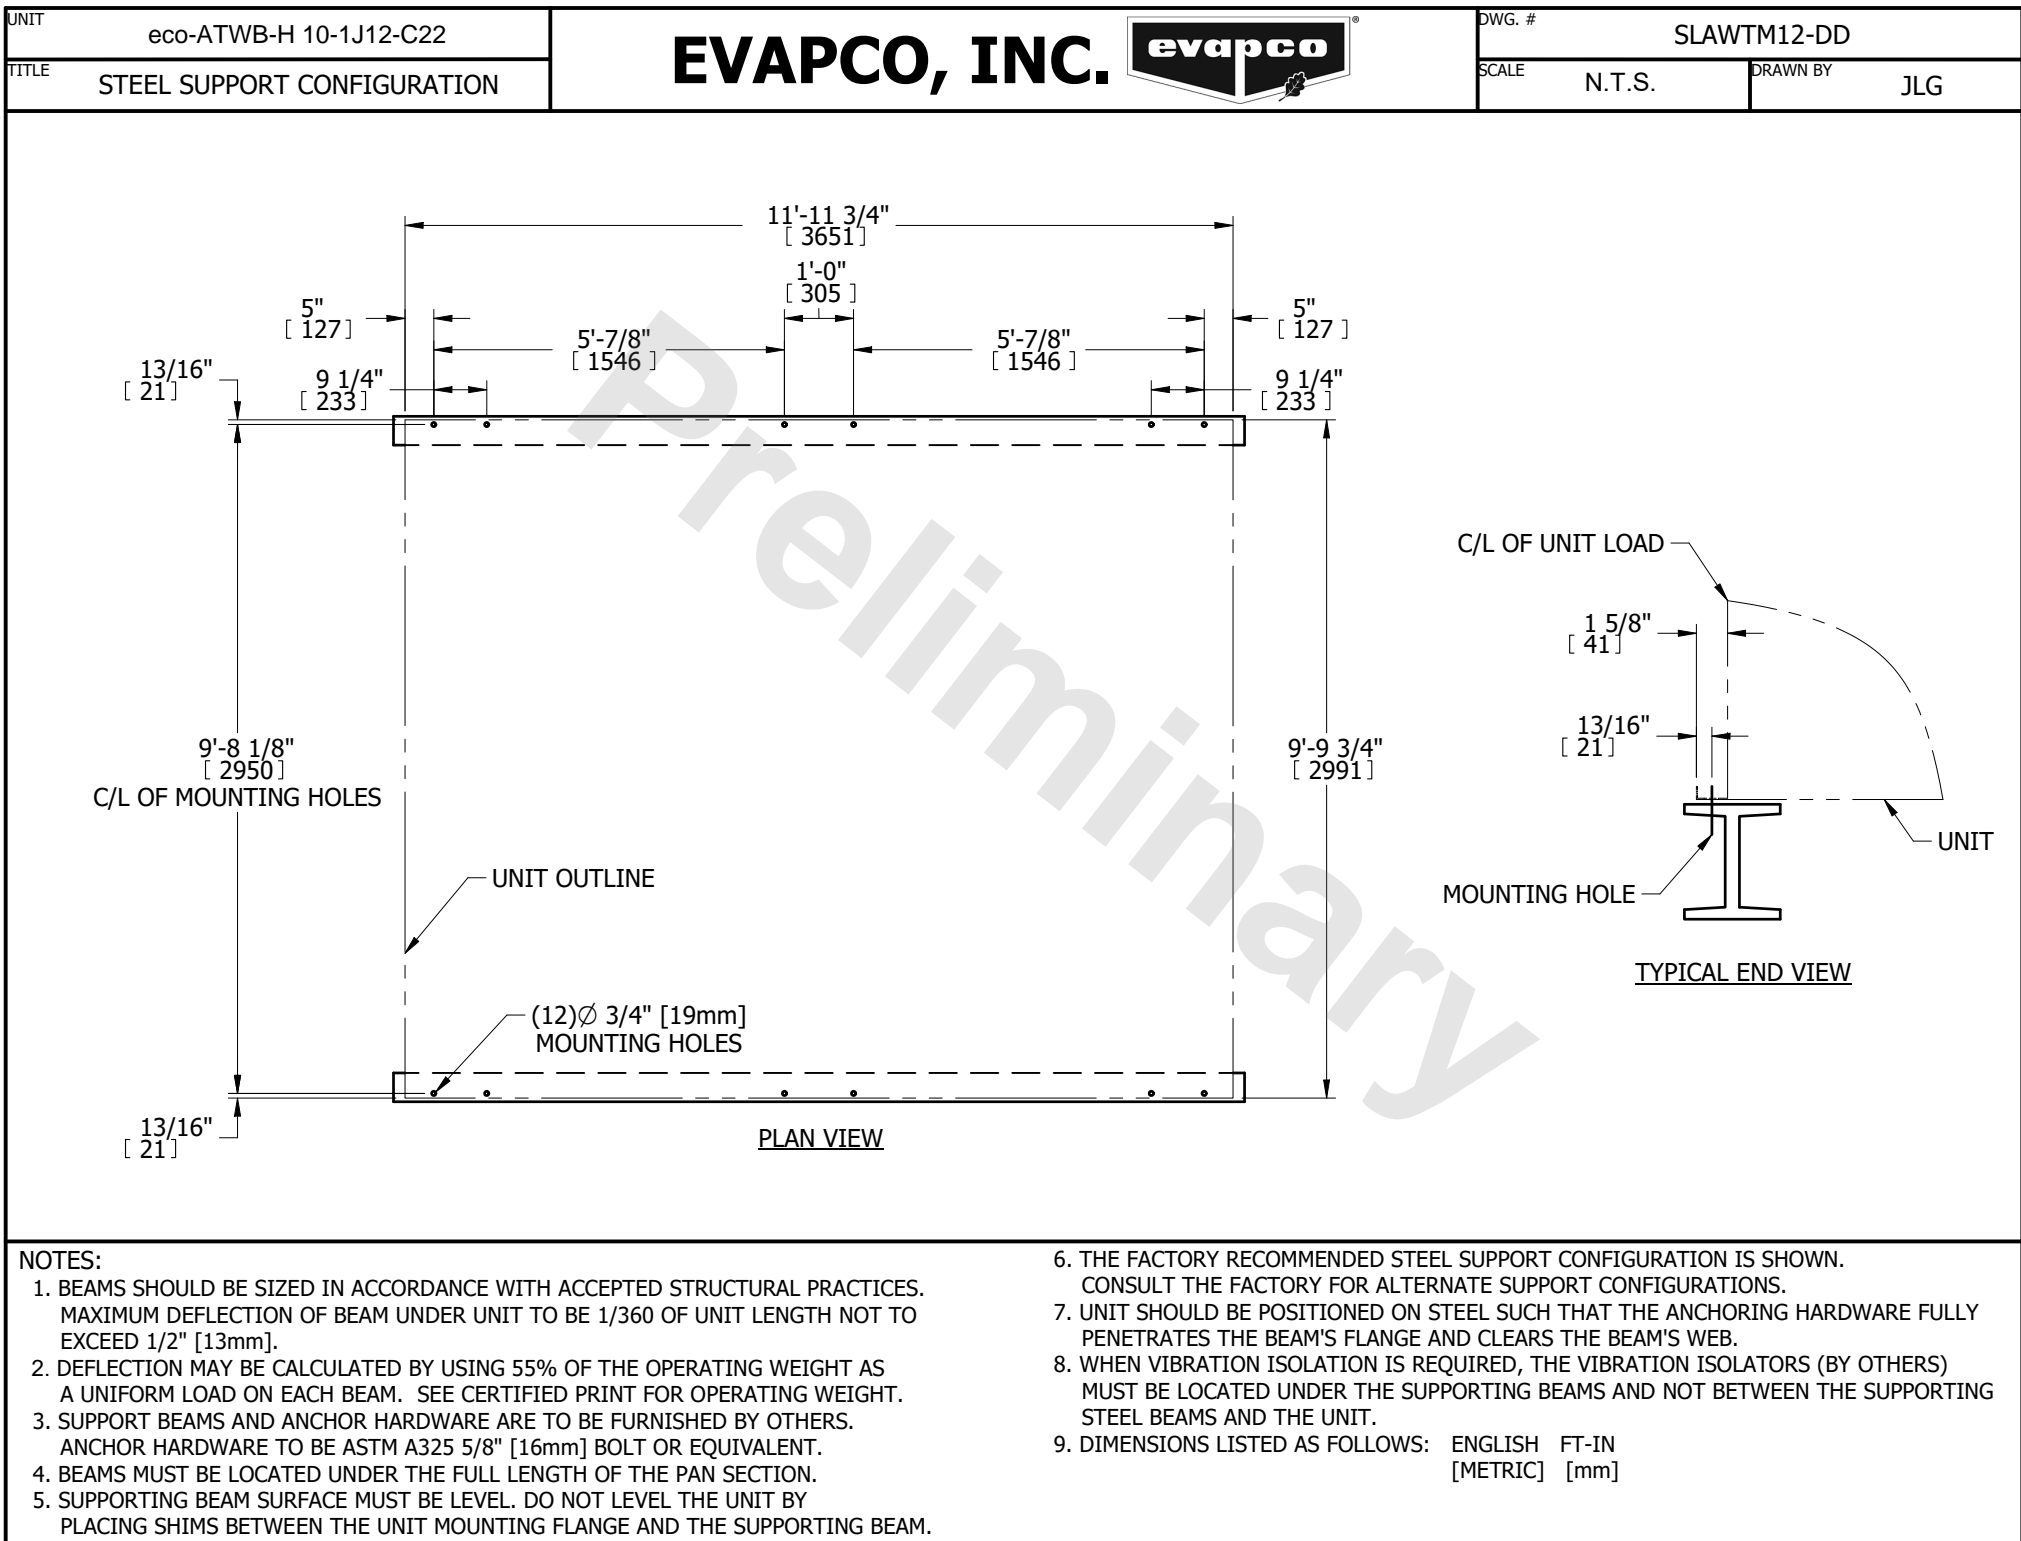 UNIT
eco-ATWB-H 10-1J12-C22
TITLE
STEEL SUPPORT CONFIGURATION
EVAPCO, INC.
evapco
®
DWG. #
SLAWTM12-DD
SCALE
N.T.S.
DRAWN BY
JLG
11'-11 3/4"
[ 3651 ]
1'-0"
[ 305 ]
5"
[ 127 ]
5"
[ 127 ]
5'-7/8"
[ 1546 ]
5'-7/8"
[ 1546 ]
13/16"
[ 21 ]
9 1/4"
[ 233 ]
9 1/4"
[ 233 ]
Preliminary
C/L OF UNIT LOAD
1 5/8"
[ 41 ]
13/16"
[ 21 ]
9'-8 1/8"
[ 2950 ]
C/L OF MOUNTING HOLES
9'-9 3/4"
[ 2991 ]
UNIT
UNIT OUTLINE
MOUNTING HOLE
TYPICAL END VIEW
(12)∅ 3/4" [19mm]
MOUNTING HOLES
13/16"
[ 21 ]
PLAN VIEW
NOTES:
1. BEAMS SHOULD BE SIZED IN ACCORDANCE WITH ACCEPTED STRUCTURAL PRACTICES.
MAXIMUM DEFLECTION OF BEAM UNDER UNIT TO BE 1/360 OF UNIT LENGTH NOT TO
EXCEED 1/2" [13mm].
2. DEFLECTION MAY BE CALCULATED BY USING 55% OF THE OPERATING WEIGHT AS
A UNIFORM LOAD ON EACH BEAM.  SEE CERTIFIED PRINT FOR OPERATING WEIGHT.
3. SUPPORT BEAMS AND ANCHOR HARDWARE ARE TO BE FURNISHED BY OTHERS.
ANCHOR HARDWARE TO BE ASTM A325 5/8" [16mm] BOLT OR EQUIVALENT.
4. BEAMS MUST BE LOCATED UNDER THE FULL LENGTH OF THE PAN SECTION.
5. SUPPORTING BEAM SURFACE MUST BE LEVEL. DO NOT LEVEL THE UNIT BY
PLACING SHIMS BETWEEN THE UNIT MOUNTING FLANGE AND THE SUPPORTING BEAM.
6. THE FACTORY RECOMMENDED STEEL SUPPORT CONFIGURATION IS SHOWN.
CONSULT THE FACTORY FOR ALTERNATE SUPPORT CONFIGURATIONS.
7. UNIT SHOULD BE POSITIONED ON STEEL SUCH THAT THE ANCHORING HARDWARE FULLY
PENETRATES THE BEAM'S FLANGE AND CLEARS THE BEAM'S WEB.
8. WHEN VIBRATION ISOLATION IS REQUIRED, THE VIBRATION ISOLATORS (BY OTHERS)
MUST BE LOCATED UNDER THE SUPPORTING BEAMS AND NOT BETWEEN THE SUPPORTING
STEEL BEAMS AND THE UNIT.
9. DIMENSIONS LISTED AS FOLLOWS:   ENGLISH   FT-IN
[METRIC]   [mm]